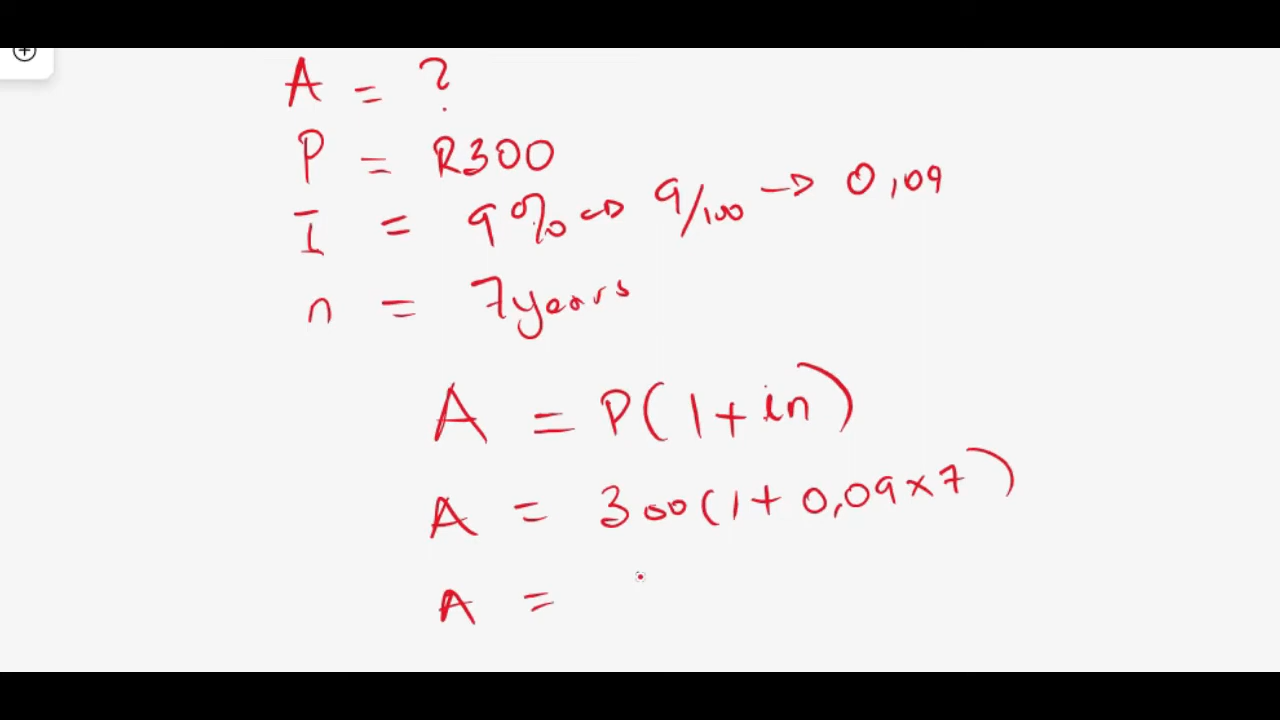 A = ?
P = R300
I = 9% → 9/100 → 0,09
n = 7years
A = P(1+in)
A = 300(1+0,09×7)
A =